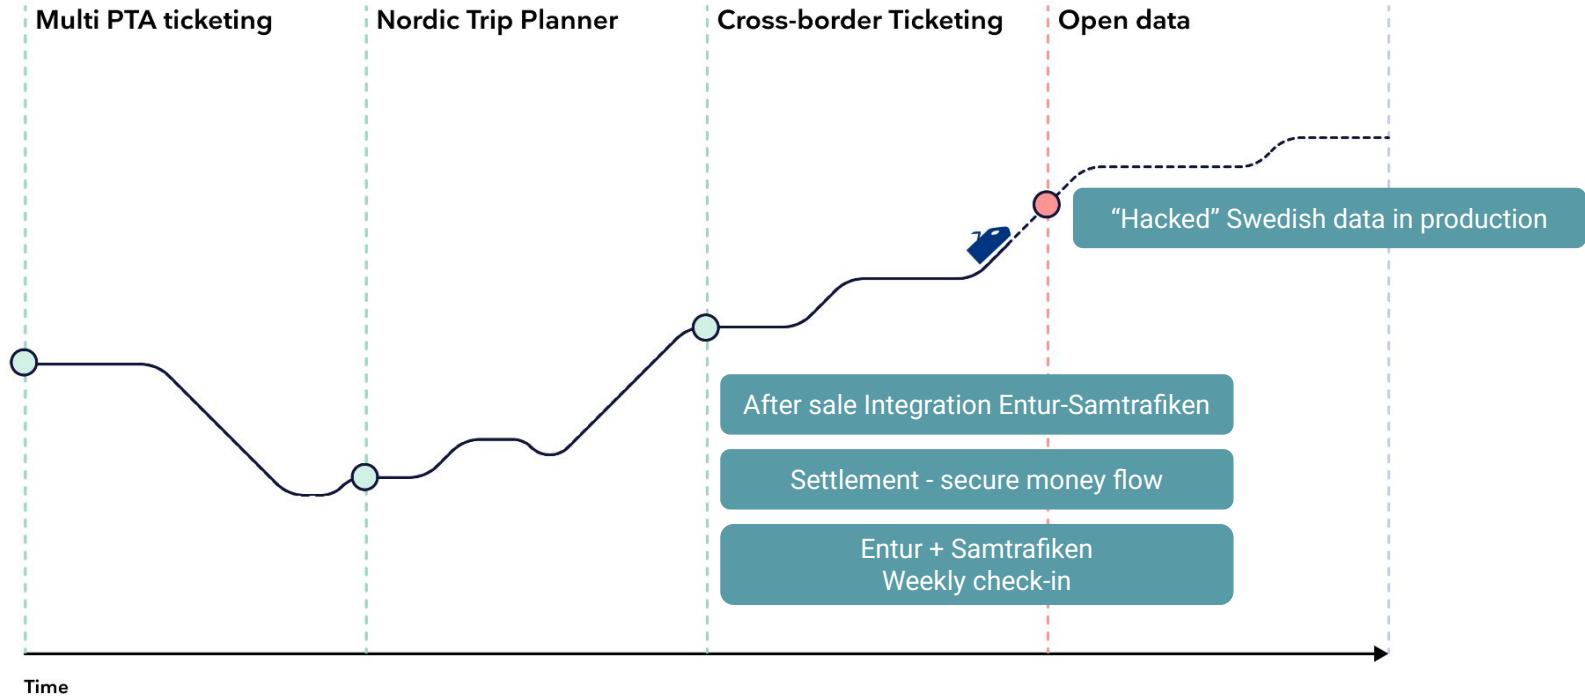 Multi PTA ticketing
Nordic Trip Planner
Cross-border Ticketing
Open data
“Hacked” Swedish data in production
After sale Integration Entur-Samtrafiken
Settlement - secure money flow
Entur + Samtrafiken
Weekly check-in
Time